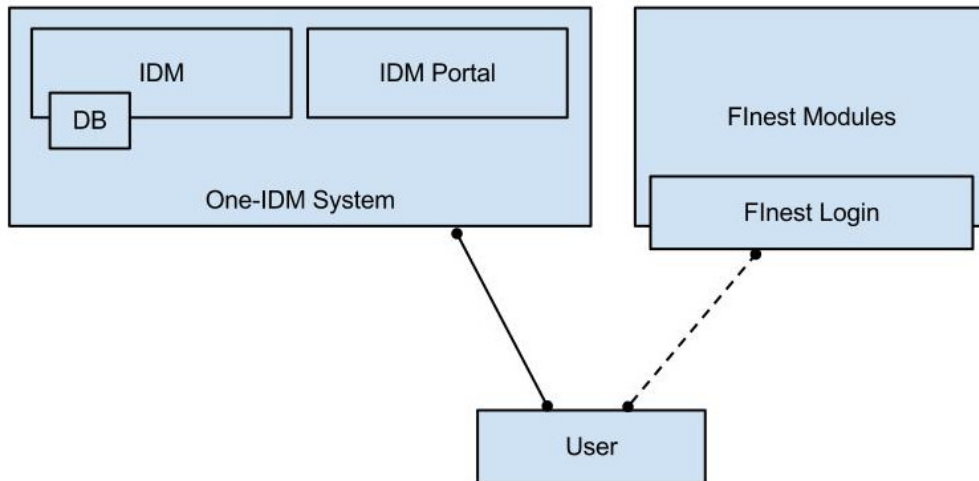 IDM
IDM Portal
DB
One-IDM System
FInest Modules
FInest Login
User